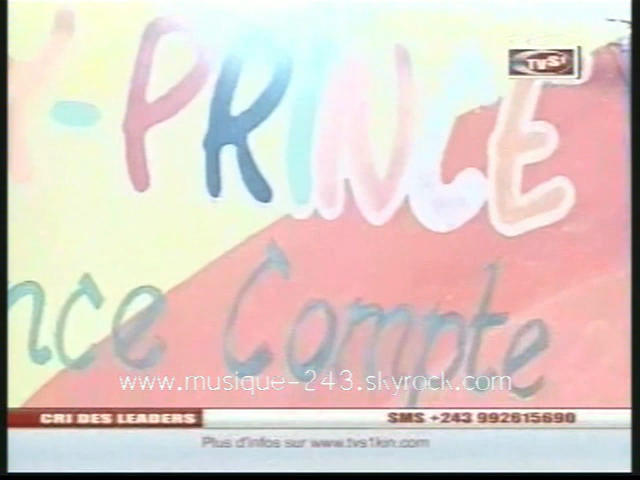 TVS1
Y-PRINCE
nce Compte
www.musique-243.skyrock.com
CRI DES LEADERS
SMS +243 992615690
Plus d'infos sur www.tvs1kin.com